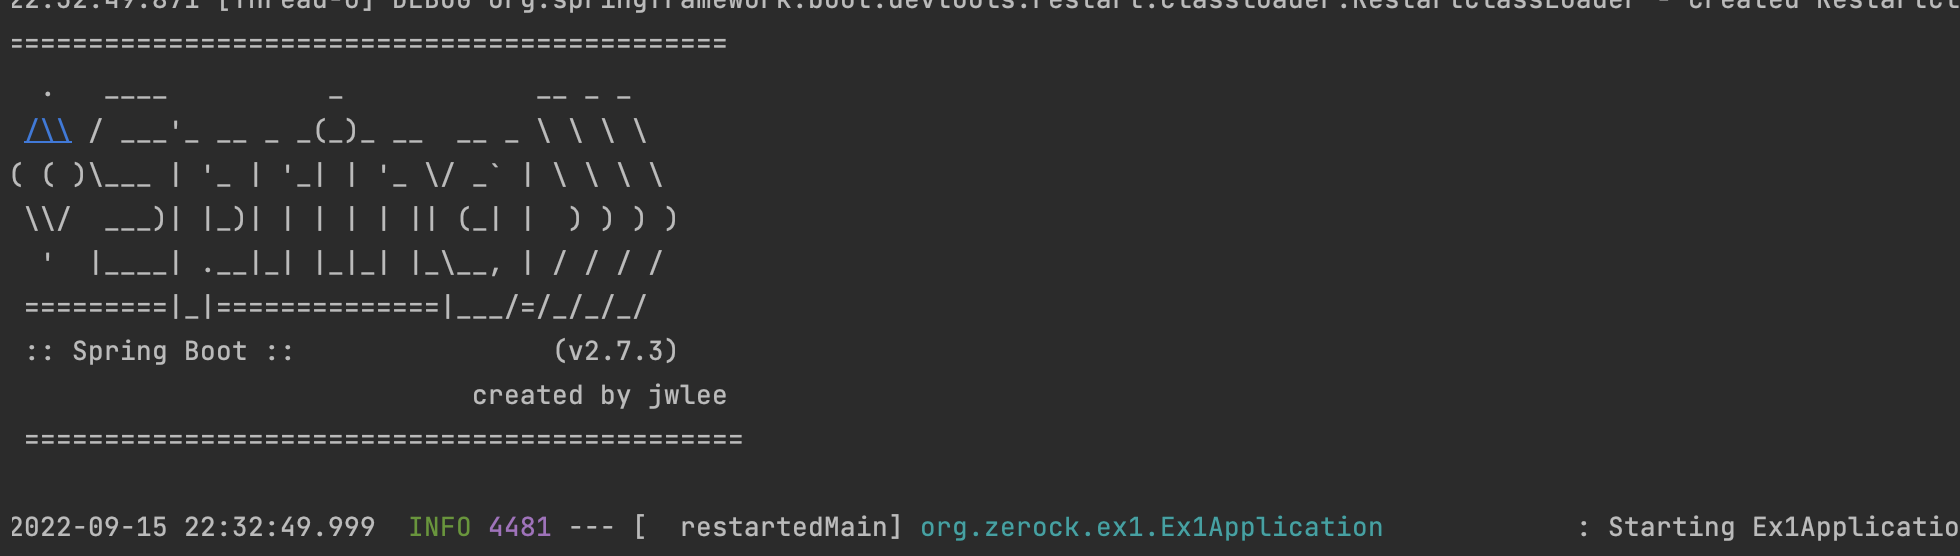 22:32:49.871 [Thread-0] DEBUG org.springframework.boot.devtools.restart.classloader.RestartClassLoader - Created RestartCl
=============================================
  .   ____          _            __ _ _
 /\\ / ___'_ __ _ _(_)_ __  __ _ \ \ \ \
( ( )\___ | '_ | '_| | '_ \/ _` | \ \ \ \
 \\/  ___)| |_)| | | | | || (_| |  ) ) ) )
  '  |____| .__|_| |_|_| |_\__, | / / / /
 =========|_|==============|___/=/_/_/_/
 :: Spring Boot ::                (v2.7.3)
                             created by jwlee
 =============================================
2022-09-15 22:32:49.999  INFO 4481 --- [  restartedMain] org.zerock.ex1.Ex1Application            : Starting Ex1Applicatio